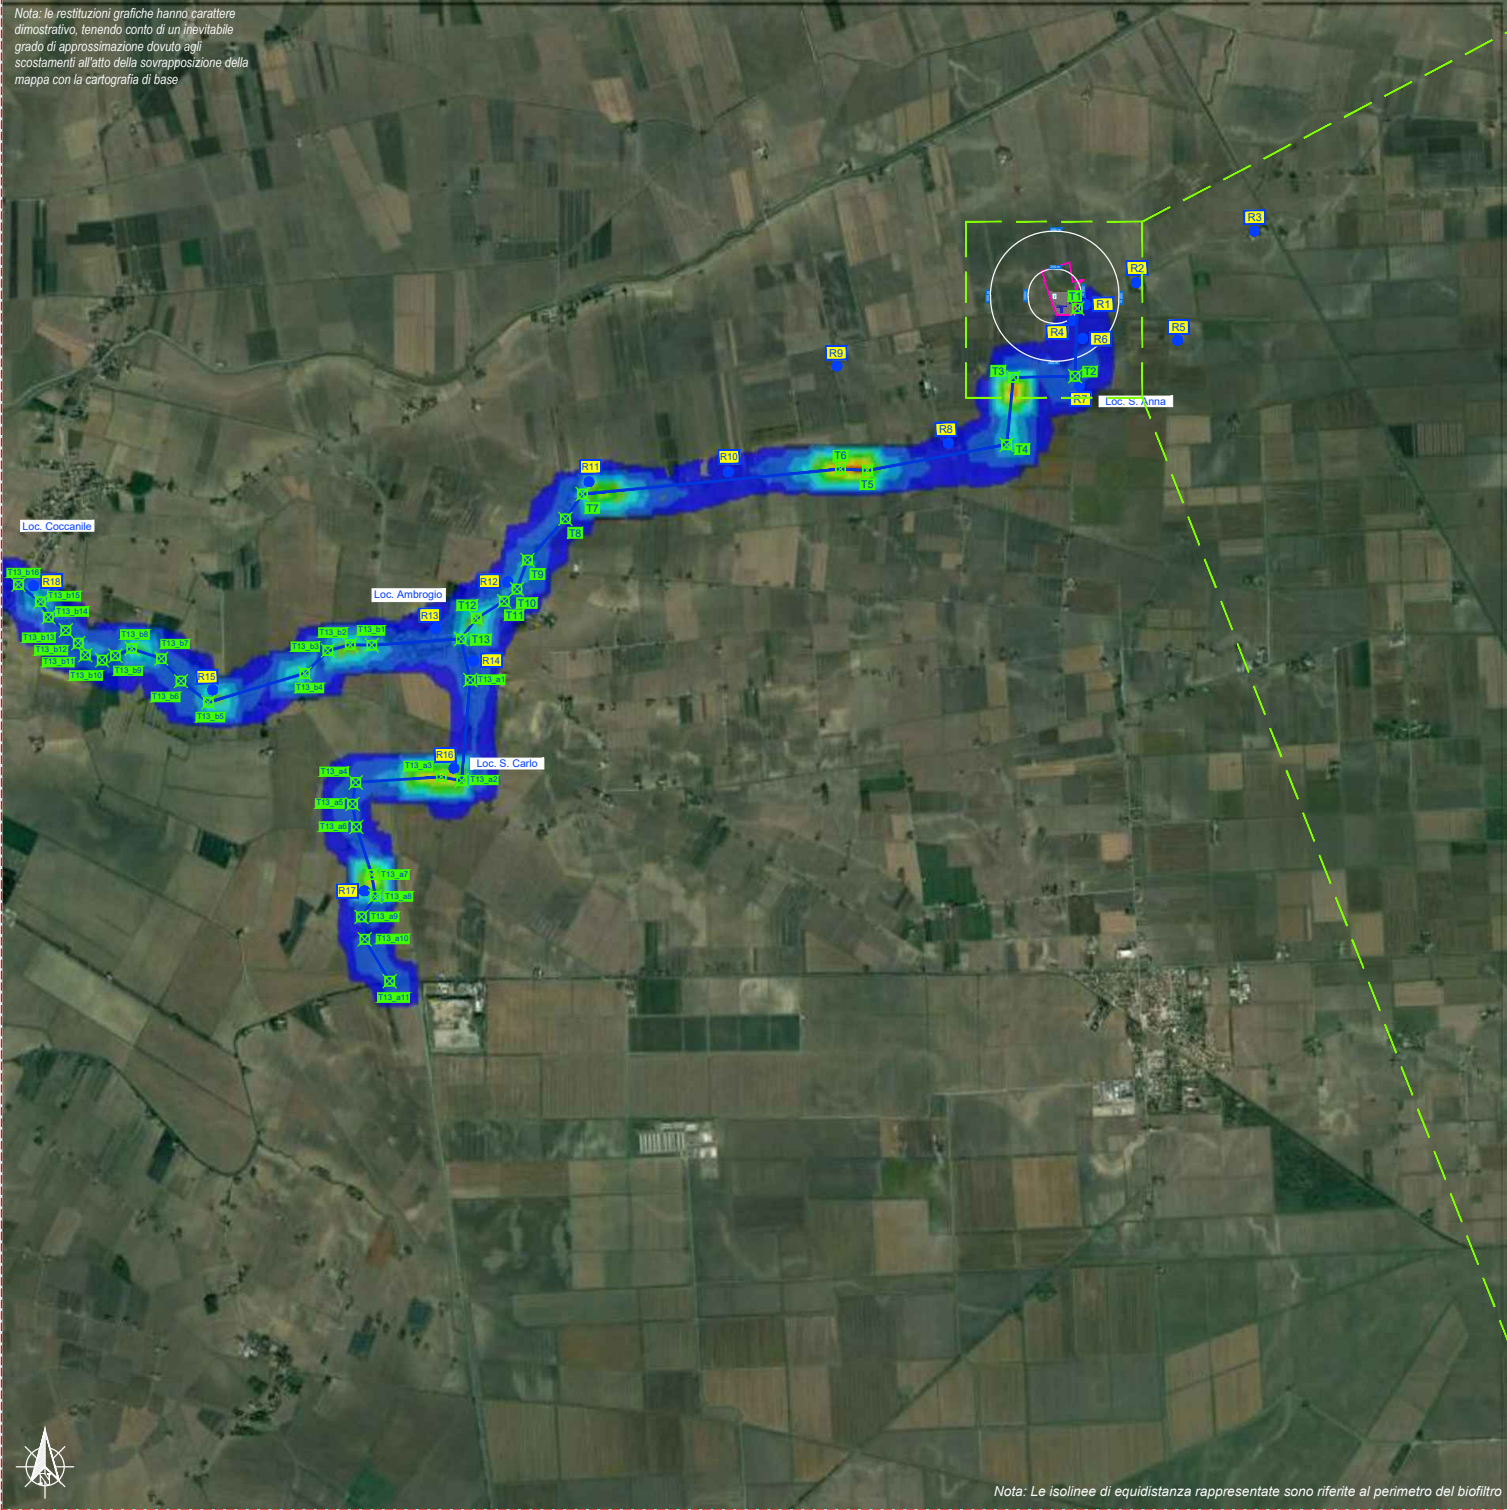 Nota: le restituzioni grafiche hanno carattere
dimostrativo, tenendo conto di un inevitabile
grado di approssimazione dovuto agli
scostamenti all'atto della sovrapposizione della
mappa con la cartografia di base
R3
R2
T1
R1
R4
R6
R5
R9
T3
T2
R7
Loc. S. Anna
R8
T4
R10
T6
T5
R11
T7
T8
Loc. Coccanile
T9
T13_b16
R18
R12
Loc. Ambrogio
T13_b15
T10
T12
T13_b14
R13
T11
T13_b13
T13_b8
T13_b2
T13_b1
T13
T13_b12
T13_b7
T13_b3
T13_b11
R14
T13_b10
T13_b9
R15
T13_a1
T13_b6
T13_b4
T13_b5
R16
T13_a3
Loc. S. Carlo
T13_a4
T13_a2
T13_a5
T13_a6
T13_a7
R17
T13_a8
T13_a9
T13_a10
T13_a11
N
Nota: Le isolinee di equidistanza rappresentate sono riferite al perimetro del biofiltro